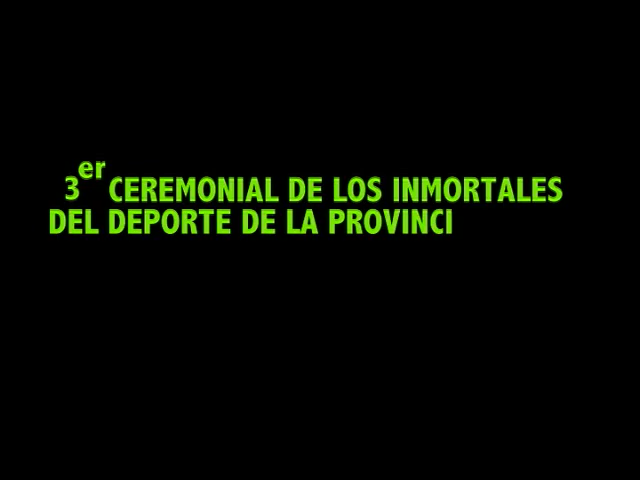 3er CEREMONIAL DE LOS INMORTALES
DEL DEPORTE DE LA PROVINCI